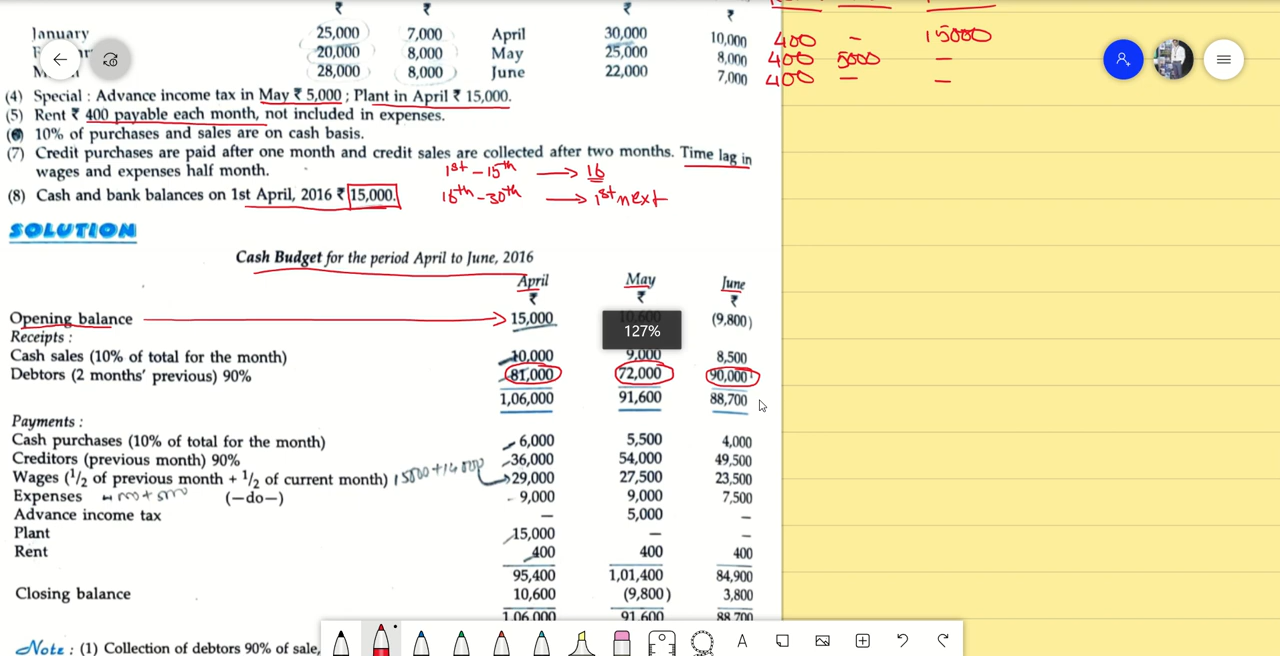 ₹ ₹ ₹ ₹
January 25,000 7,000 April 30,000 10,000 400 - 15000
20,000 8,000 May 25,000 8,000 400 5000 -
28,000 8,000 June 22,000 7,000 400 - -
(4) Special : Advance income tax in May ₹ 5,000 ; Plant in April ₹ 15,000.
(5) Rent ₹ 400 payable each month, not included in expenses.
(6) 10% of purchases and sales are on cash basis.
(7) Credit purchases are paid after one month and credit sales are collected after two months. Time lag in
wages and expenses half month.
1st - 15th → 16
(8) Cash and bank balances on 1st April, 2016 ₹ 15,000.
16th - 30th → 1st next
SOLUTION
Cash Budget for the period April to June, 2016
April May June
₹ ₹ ₹
Opening balance 15,000 10,600 (9,800)
127%
Receipts :
Cash sales (10% of total for the month) 10,000 9,000 8,500
Debtors (2 months' previous) 90% 81,000 72,000 90,000
1,06,000 91,600 88,700
Payments :
Cash purchases (10% of total for the month) 6,000 5,500 4,000
Creditors (previous month) 90% 36,000 54,000 49,500
Wages (1/2 of previous month + 1/2 of current month) 15000+14000 29,000 27,500 23,500
Expenses (—do—) 9,000 9,000 7,500
Advance income tax — 5,000 –
Plant 15,000 — –
Rent 400 400 400
95,400 1,01,400 84,900
Closing balance 10,600 (9,800) 3,800
1,06,000 91,600 88,700
Note : (1) Collection of debtors 90% of sale,
A